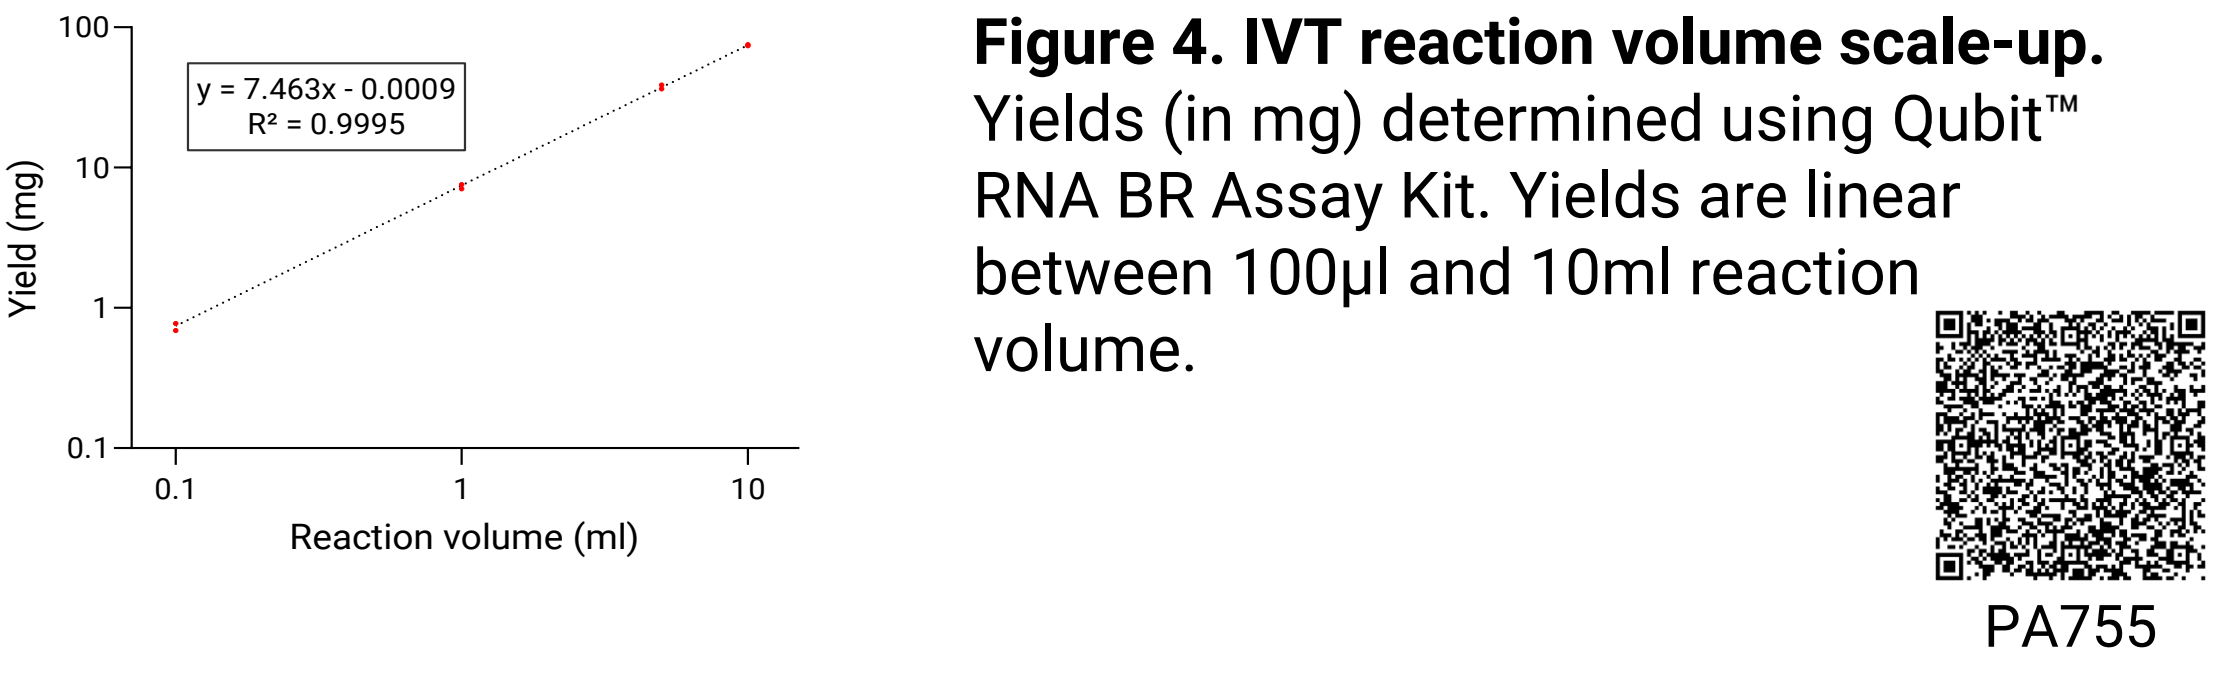 100
10
1
0.1
Yield (mg)
y = 7.463x - 0.0009
R² = 0.9995
0.1
1
10
Reaction volume (ml)
Figure 4. IVT reaction volume scale-up.
Yields (in mg) determined using Qubit™
RNA BR Assay Kit. Yields are linear
between 100µl and 10ml reaction
volume.
PA755